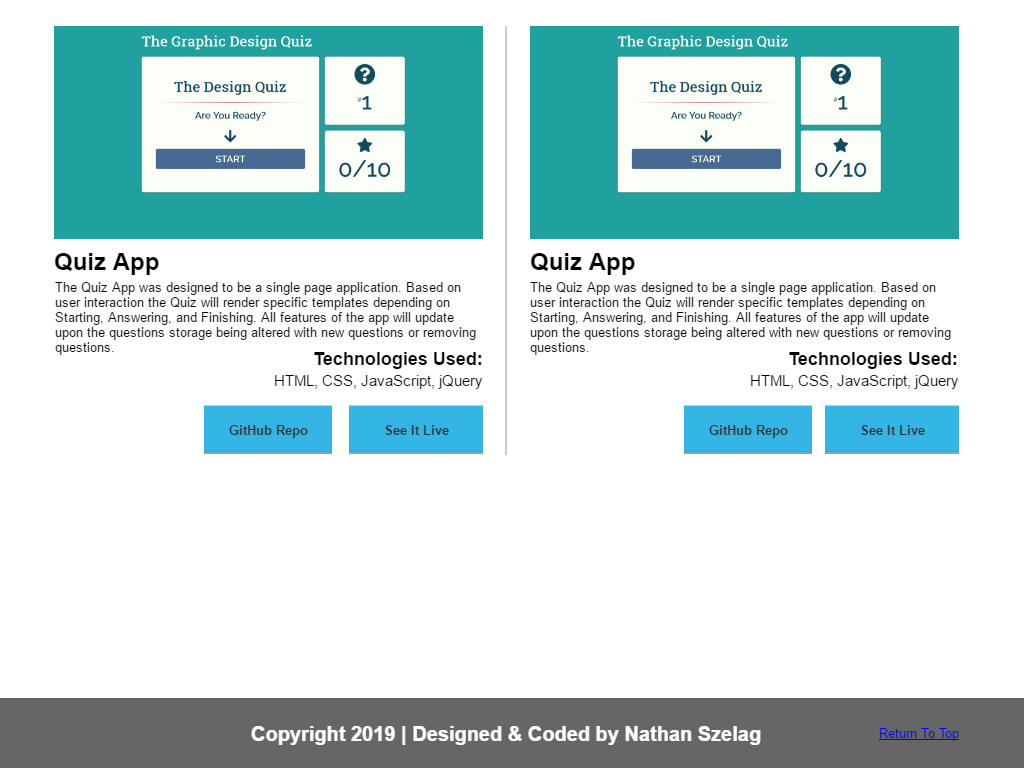 The Graphic Design Quiz
The Design Quiz
Are You Ready?
START
#1
0/10
Quiz App
The Quiz App was designed to be a single page application. Based on
user interaction the Quiz will render specific templates depending on
Starting, Answering, and Finishing. All features of the app will update
upon the questions storage being altered with new questions or removing
questions.
Technologies Used:
HTML, CSS, JavaScript, jQuery
GitHub Repo
See It Live
The Graphic Design Quiz
The Design Quiz
Are You Ready?
START
#1
0/10
Quiz App
The Quiz App was designed to be a single page application. Based on
user interaction the Quiz will render specific templates depending on
Starting, Answering, and Finishing. All features of the app will update
upon the questions storage being altered with new questions or removing
questions.
Technologies Used:
HTML, CSS, JavaScript, jQuery
GitHub Repo
See It Live
Copyright 2019 | Designed & Coded by Nathan Szelag
Return To Top